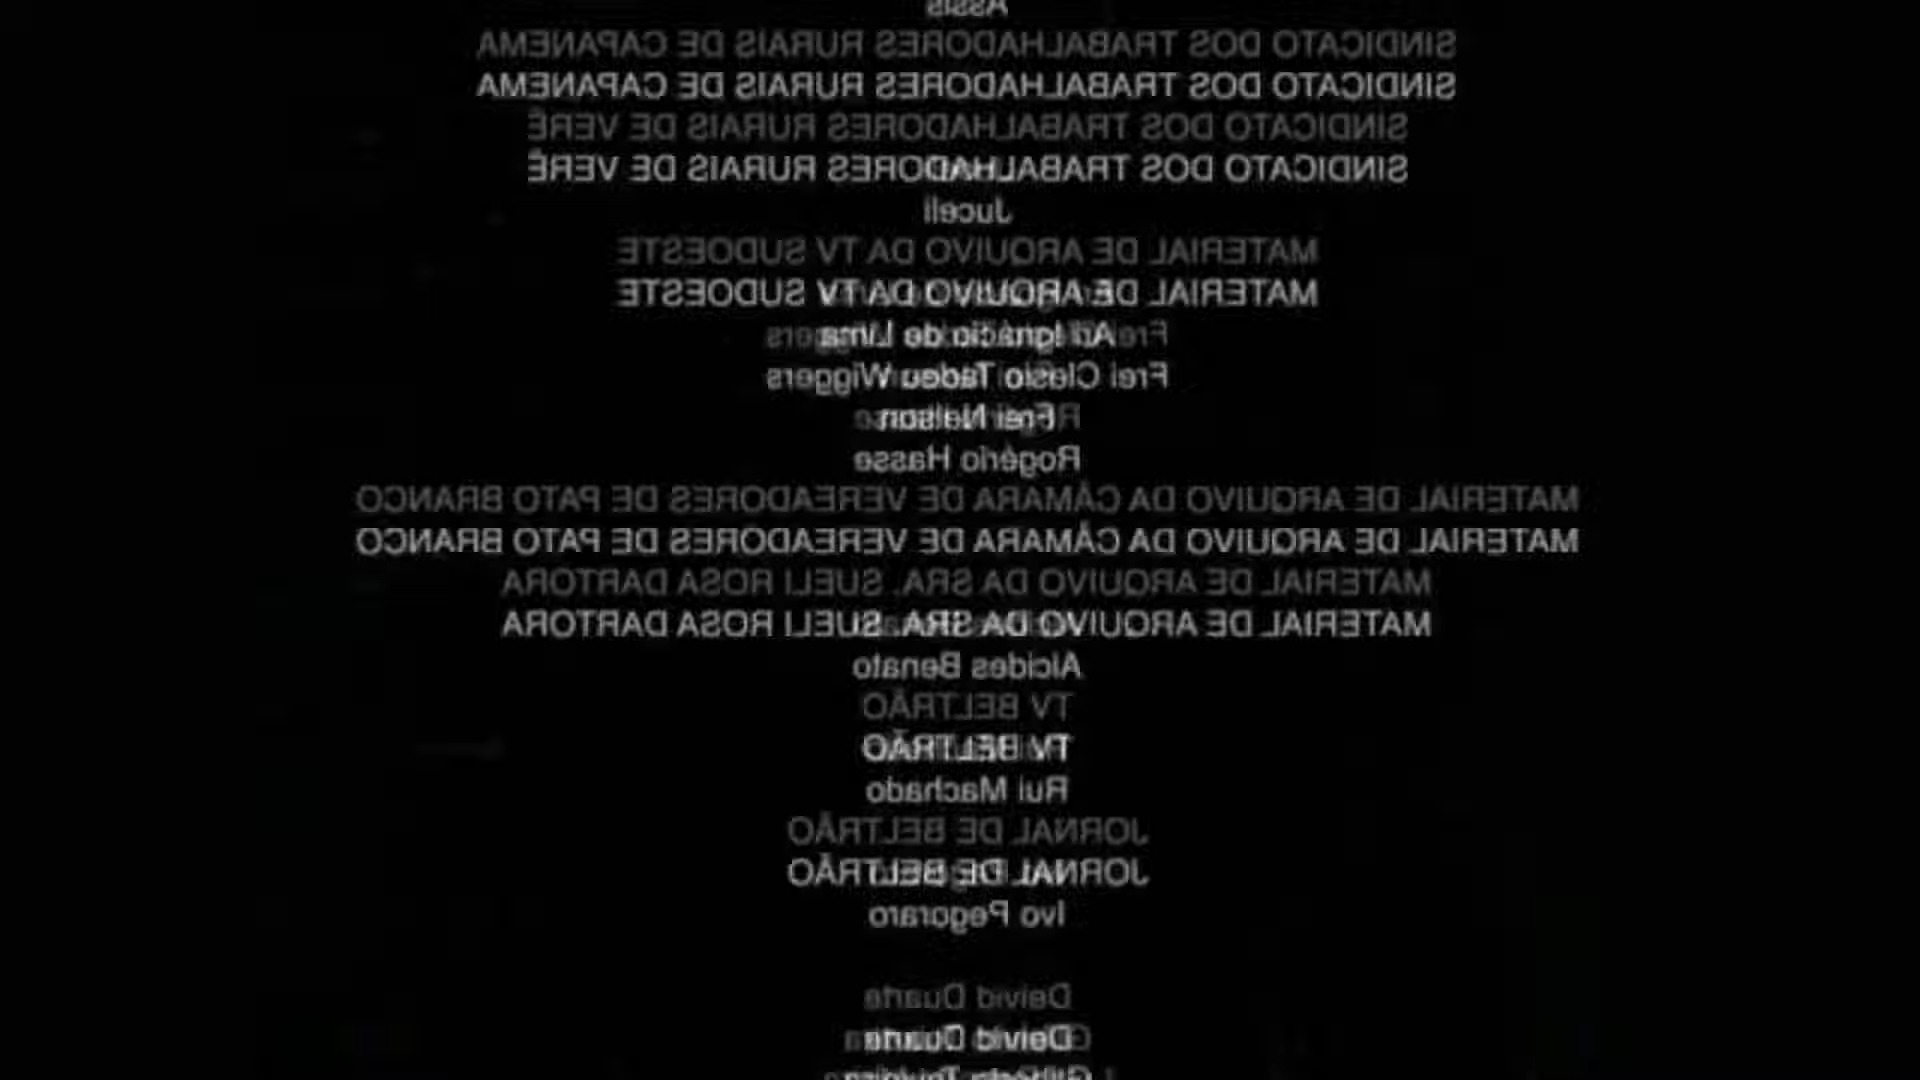 Assis
SINDICATO DOS TRABALHADORES RURAIS DE CAPANEMA
SINDICATO DOS TRABALHADORES RURAIS DE CAPANEMA
SINDICATO DOS TRABALHADORES RURAIS DE VERÊ
SINDICATO DOS TRABALHADORES RURAIS DE VERÊ
Juceli
MATERIAL DE ARQUIVO DA TV SUDOESTE
MATERIAL DE ARQUIVO DA TV SUDOESTE
Ari Ignácio de Lima
Frei Clesio Tadeu Wiggers
Frei Nelson
Rogério Hasse
MATERIAL DE ARQUIVO DA CÂMARA DE VEREADORES DE PATO BRANCO
MATERIAL DE ARQUIVO DA CÂMARA DE VEREADORES DE PATO BRANCO
MATERIAL DE ARQUIVO DA SRA. SUELI ROSA DARTORA
MATERIAL DE ARQUIVO DA SRA. SUELI ROSA DARTORA
Alcides Benato
TV BELTRÃO
TV BELTRÃO
Rui Machado
JORNAL DE BELTRÃO
JORNAL DE BELTRÃO
Ivo Pegoraro
Deivid Duarte
Deivid Duarte